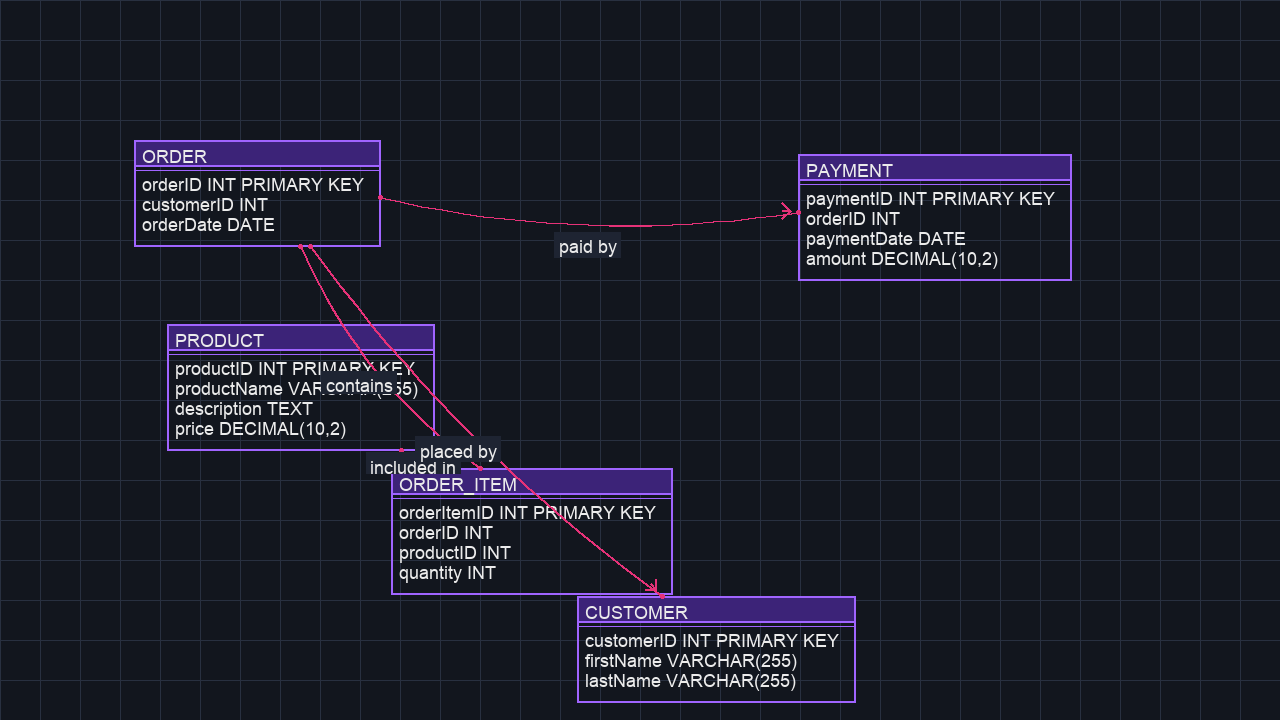 ORDER
orderID INT PRIMARY KEY
customerID INT
orderDate DATE
PAYMENT
paymentID INT PRIMARY KEY
orderID INT
paymentDate DATE
amount DECIMAL(10,2)
paid by
PRODUCT
productID INT PRIMARY KEY
productName VARCHAR(255)
description TEXT
price DECIMAL(10,2)
contains
placed by
included in
ORDER_ITEM
orderItemID INT PRIMARY KEY
orderID INT
productID INT
quantity INT
CUSTOMER
customerID INT PRIMARY KEY
firstName VARCHAR(255)
lastName VARCHAR(255)